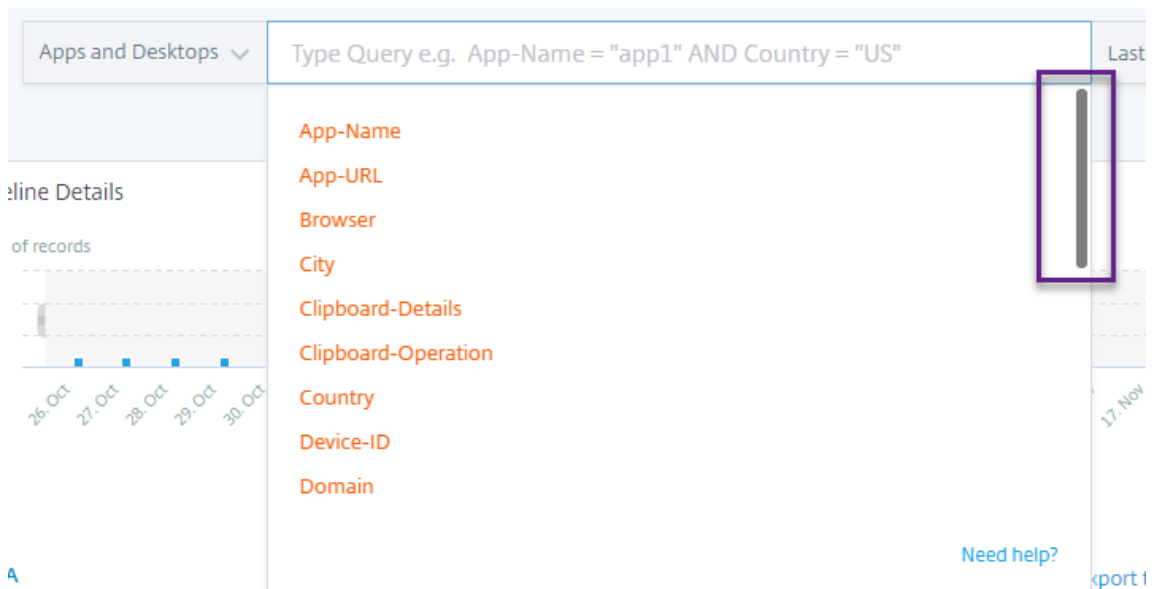 Apps and Desktops
Type Query e.g. App-Name = "app1" AND Country = "US"
Last
App-Name
App-URL
Browser
City
Clipboard-Details
Clipboard-Operation
Country
Device-ID
Domain
Need help?
eline Details
of records
26. Oct
27. Oct
28. Oct
29. Oct
30. Oct
17. Nov
A
xport t